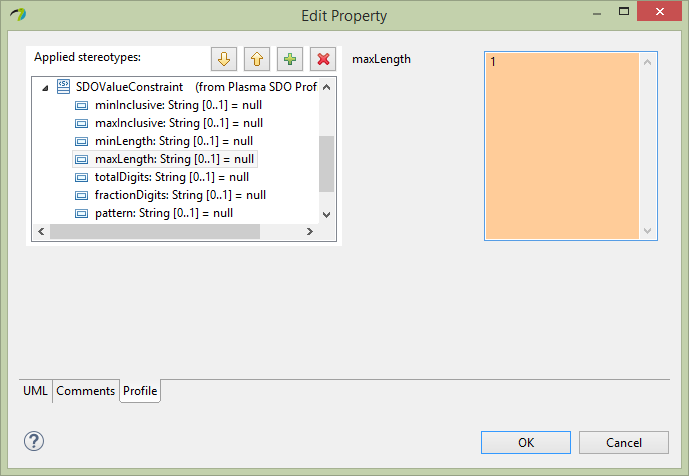 Edit Property
Applied stereotypes:
maxLength
1
SDOValueConstraint (from Plasma SDO Prof
minInclusive: String [0..1] = null
maxInclusive: String [0..1] = null
minLength: String [0..1] = null
maxLength: String [0..1] = null
totalDigits: String [0..1] = null
fractionDigits: String [0..1] = null
pattern: String [0..1] = null
UML Comments Profile
OK Cancel